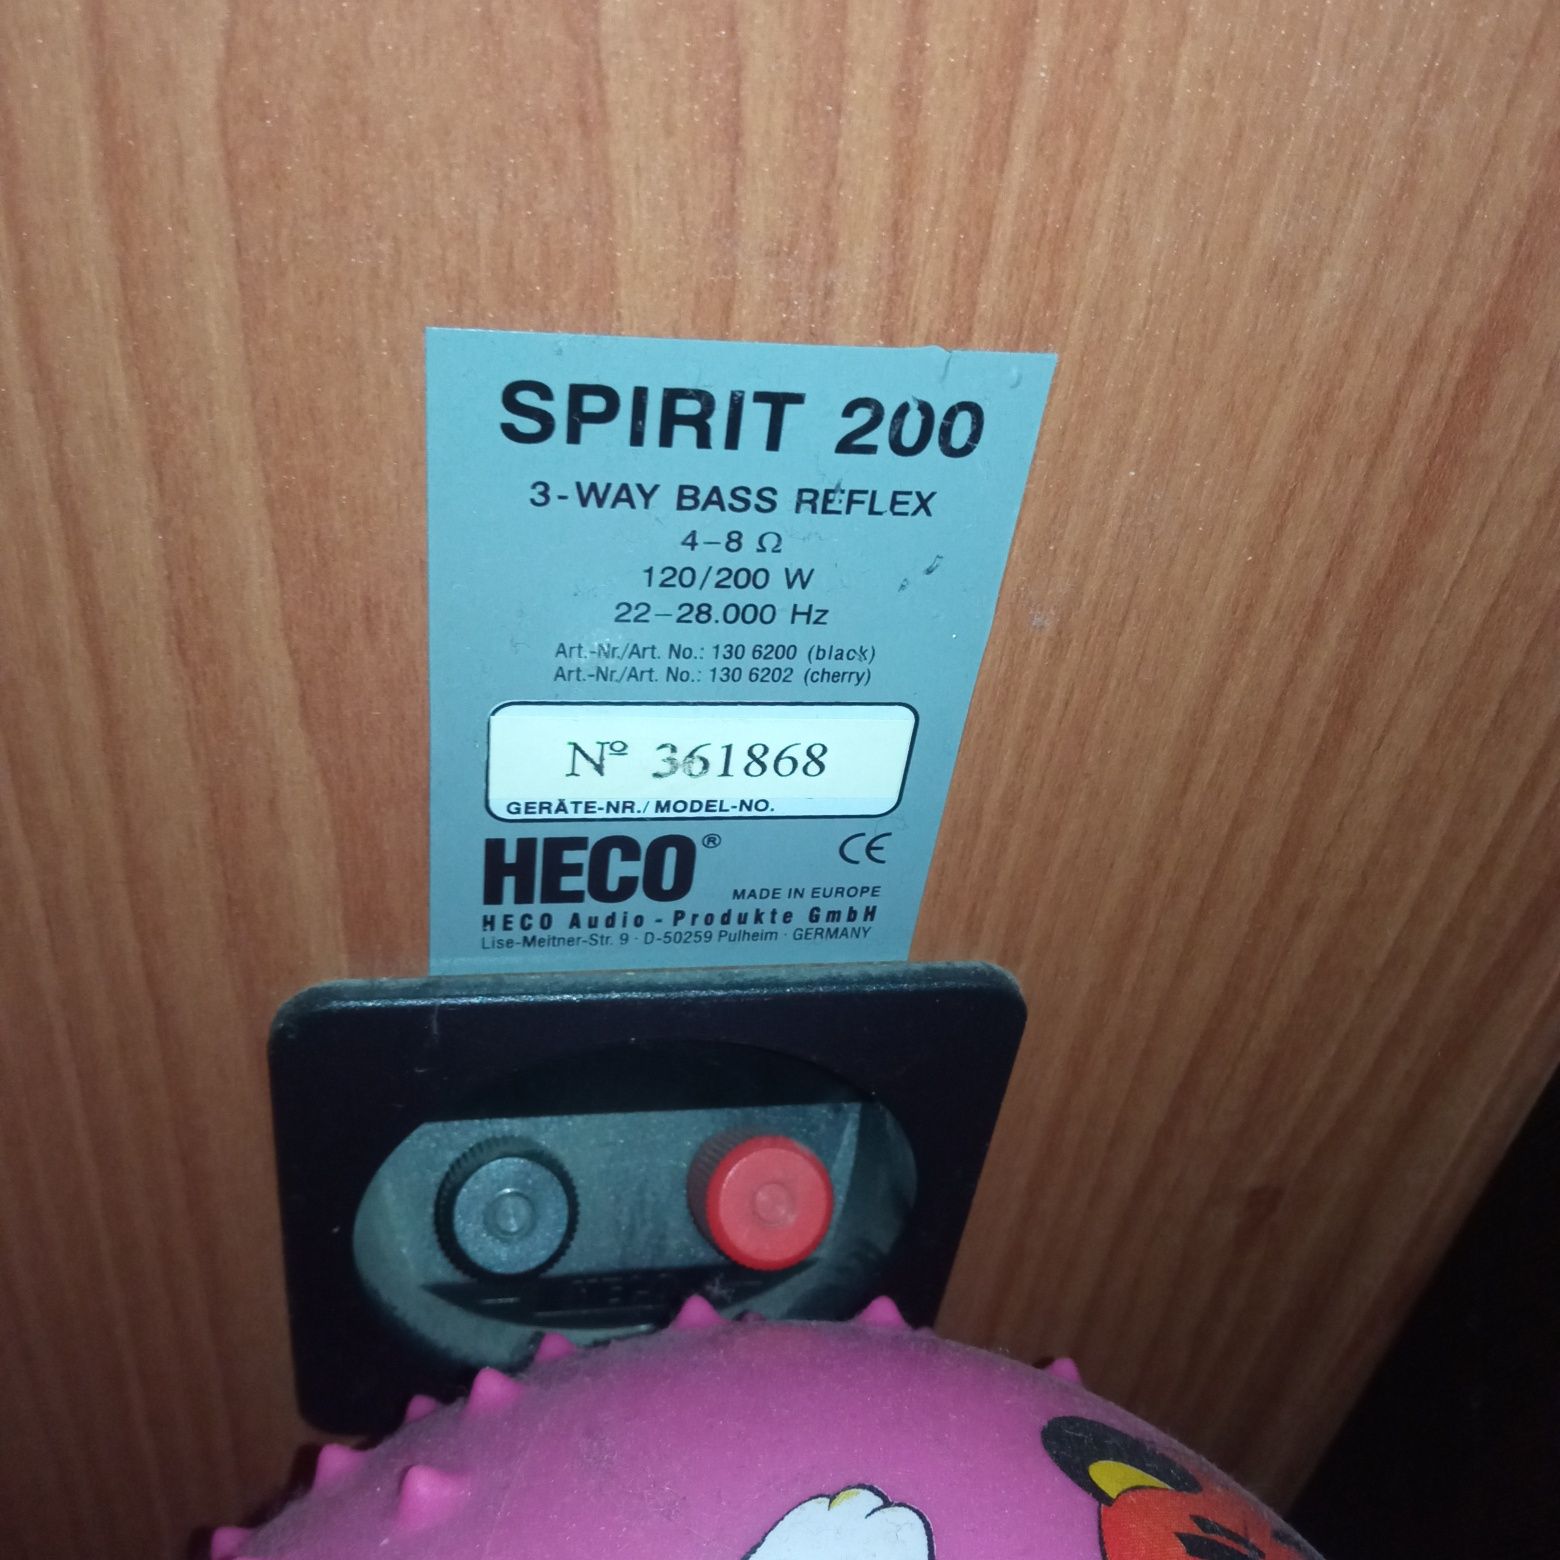 SPIRIT 200
3-WAY BASS REFLEX
4–8 Ω
120/200 W
22–28.000 Hz
Art.-Nr./Art. No.: 130 6200 (black)
Art.-Nr./Art. No.: 130 6202 (cherry)
Nº 361868
GERÄTE-NR./MODEL-NO.
HECO® CE
MADE IN EUROPE
HECO Audio - Produkte GmbH
Lise-Meitner-Str. 9 · D-50259 Pulheim · GERMANY